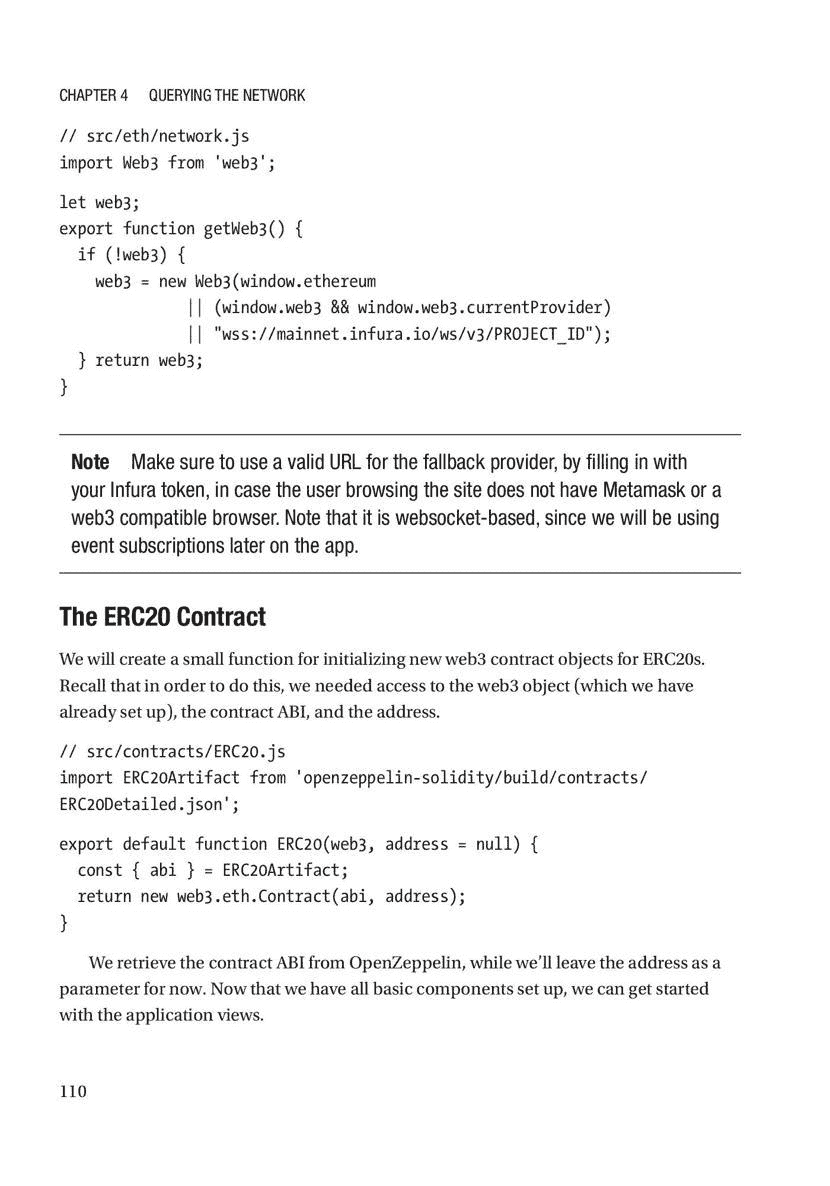 CHAPTER 4 QUERYING THE NETWORK
// src/eth/network.js
import Web3 from 'web3';
let web3;
export function getWeb3() {
  if (!web3) {
    web3 = new Web3(window.ethereum
              || (window.web3 && window.web3.currentProvider)
              || "wss://mainnet.infura.io/ws/v3/PROJECT_ID");
  } return web3;
}
Note Make sure to use a valid URL for the fallback provider, by filling in with
your Infura token, in case the user browsing the site does not have Metamask or a
web3 compatible browser. Note that it is websocket-based, since we will be using
event subscriptions later on the app.
The ERC20 Contract
We will create a small function for initializing new web3 contract objects for ERC20s.
Recall that in order to do this, we needed access to the web3 object (which we have
already set up), the contract ABI, and the address.
// src/contracts/ERC20.js
import ERC20Artifact from 'openzeppelin-solidity/build/contracts/
ERC20Detailed.json';
export default function ERC20(web3, address = null) {
  const { abi } = ERC20Artifact;
  return new web3.eth.Contract(abi, address);
}
We retrieve the contract ABI from OpenZeppelin, while we’ll leave the address as a
parameter for now. Now that we have all basic components set up, we can get started
with the application views.
110